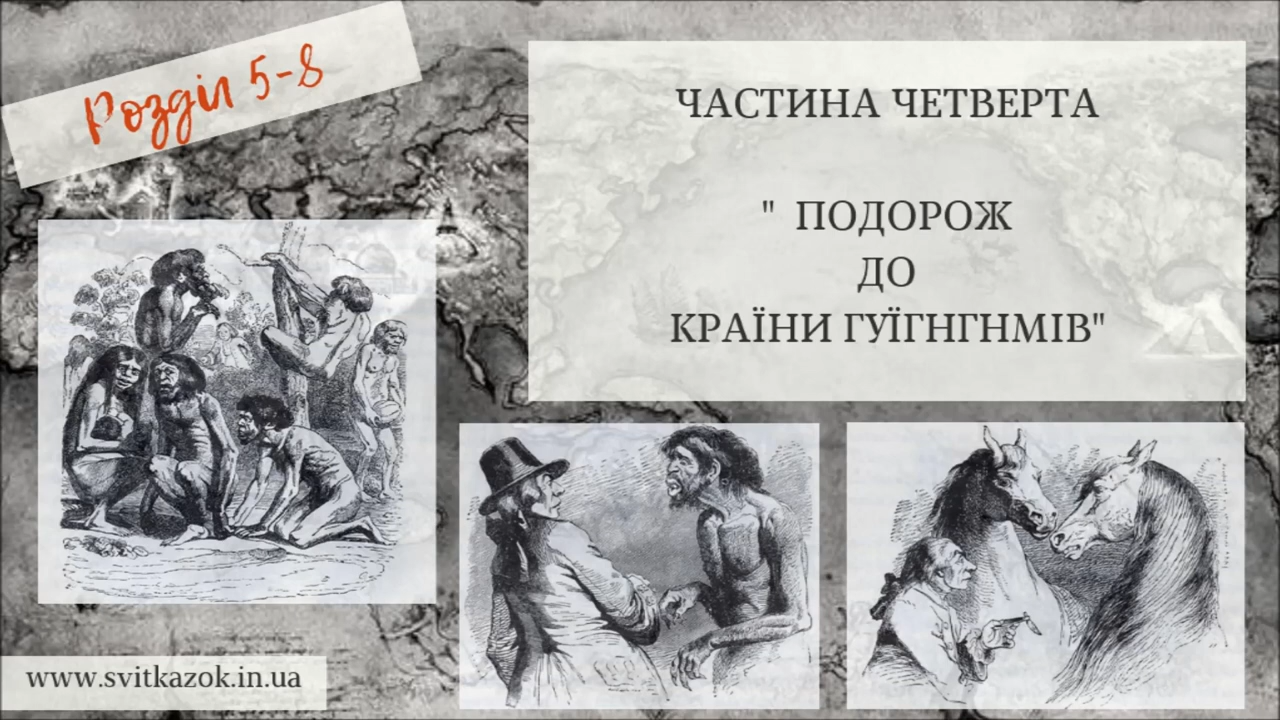 Розділ 5-8
ЧАСТИНА ЧЕТВЕРТА
" ПОДОРОЖ
ДО
КРАЇНИ ГУЇГНГНМІВ"
www.svitkazok.in.ua